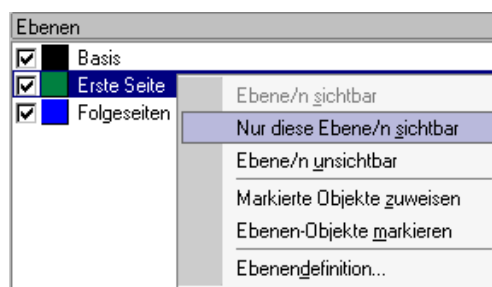 Ebenen
Basis
Erste Seite
Folgeseiten
Ebene/n sichtbar
Nur diese Ebene/n sichtbar
Ebene/n unsichtbar
Markierte Objekte zuweisen
Ebenen-Objekte markieren
Ebenendefinition...